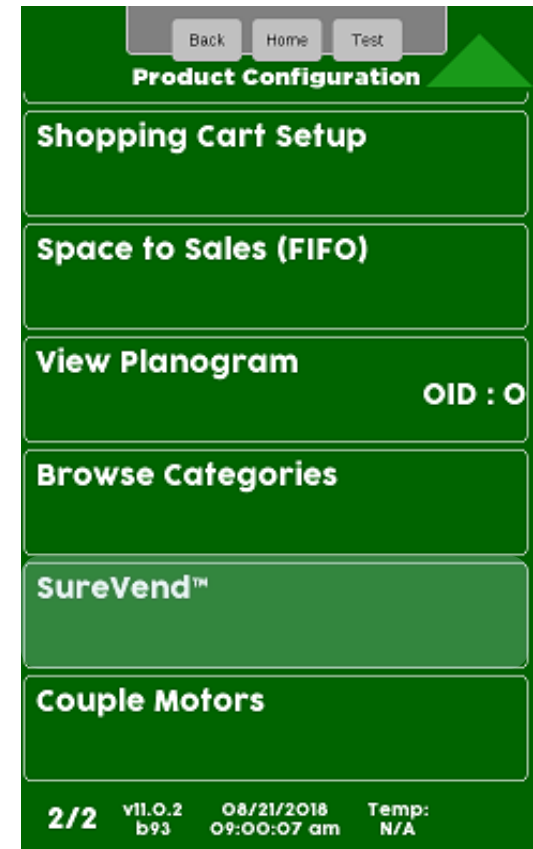 Back Home Test
Product Configuration
Shopping Cart Setup
Space to Sales (FIFO)
View Planogram
OID : 0
Browse Categories
SureVend™
Couple Motors
2/2 v11.0.2 08/21/2018 Temp:
b93 09:00:07 am N/A